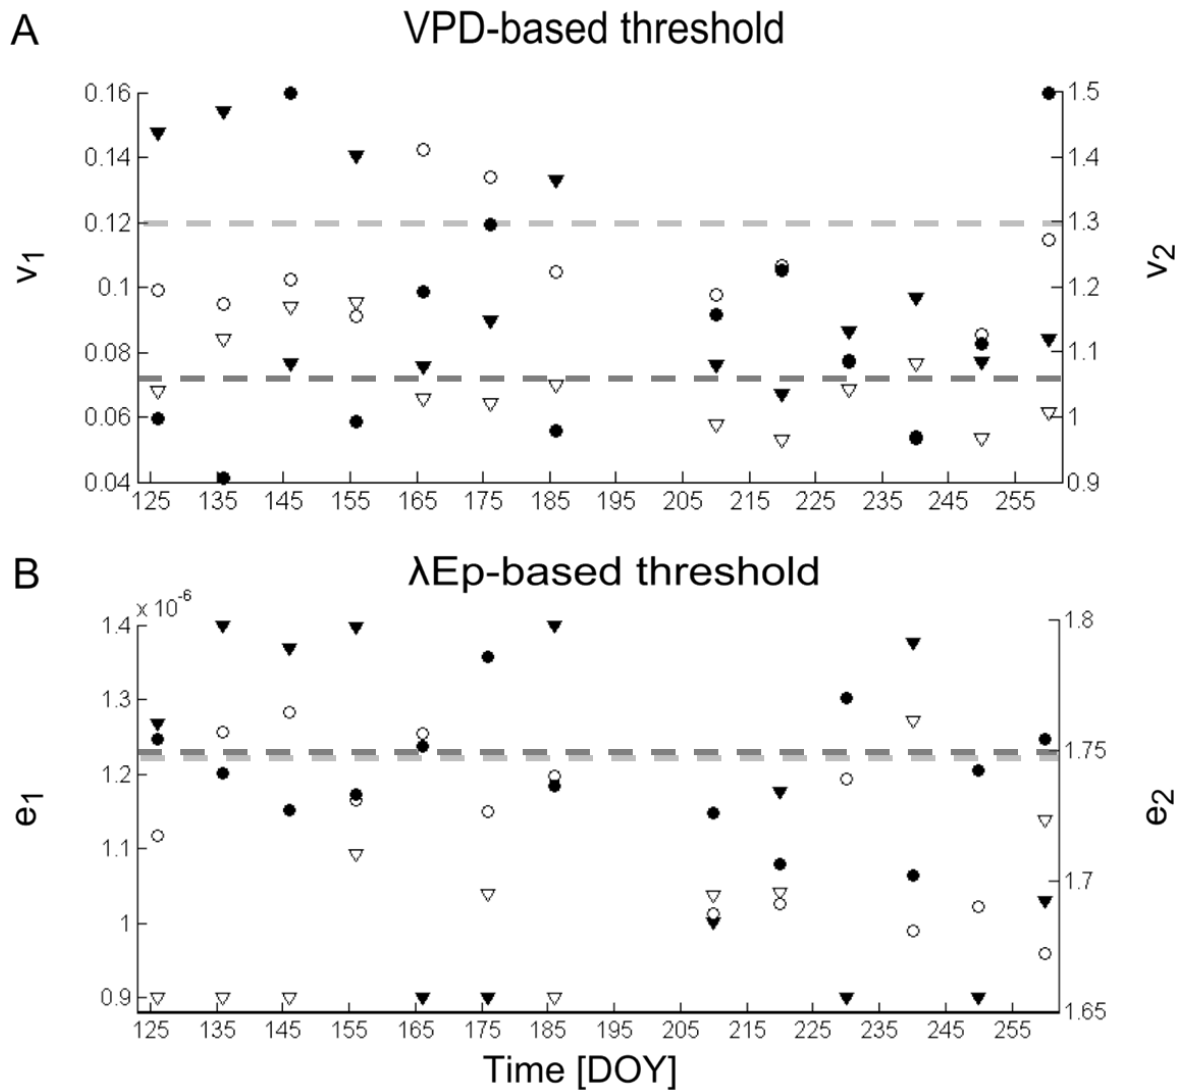 A
VPD-based threshold
0.16
0.14
0.12
0.1
0.08
0.06
0.04
v1
1.5
1.4
1.3
1.2
1.1
1
0.9
v2
125 135 145 155 165 175 185 195 205 215 225 235 245 255
B
λEp-based threshold
x 10-6
1.4
1.3
1.2
1.1
1
0.9
e1
1.8
1.75
1.7
1.65
e2
125 135 145 155 165 175 185 195 205 215 225 235 245 255
Time [DOY]